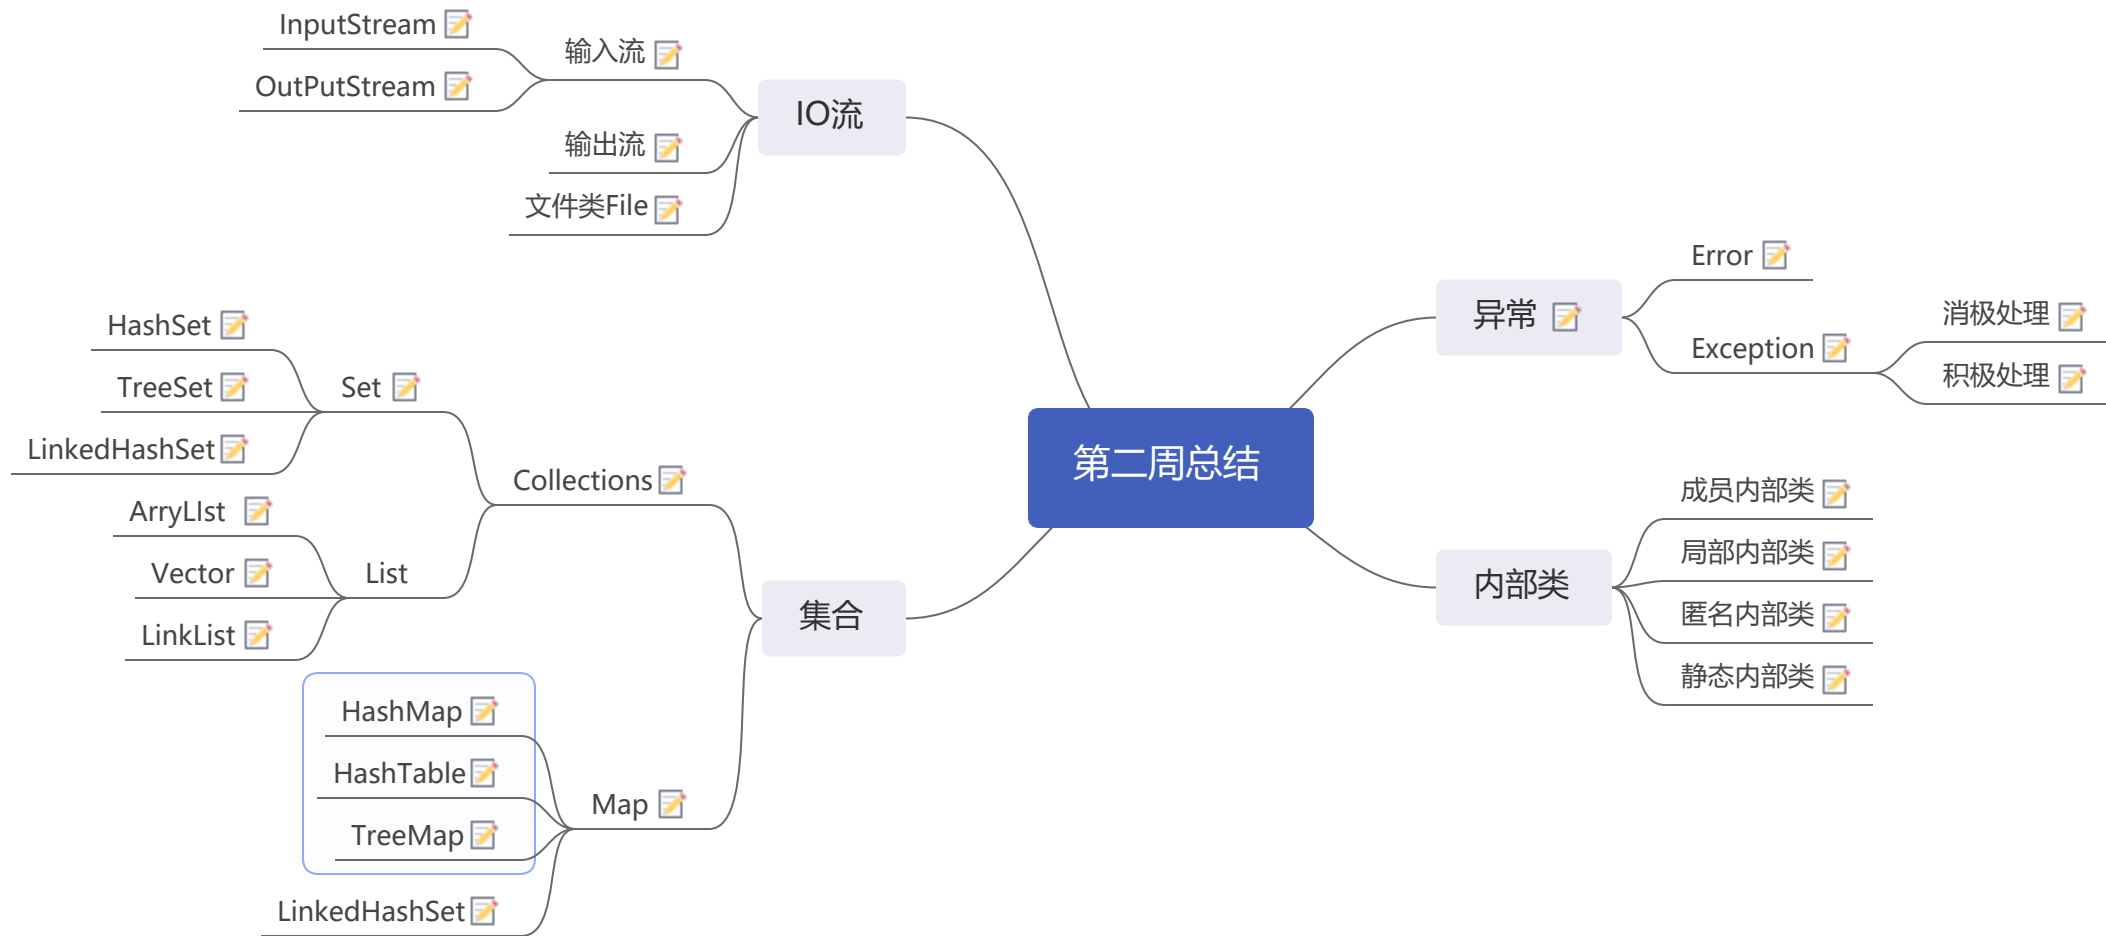 第二周总结
IO流
输入流
InputStream
OutPutStream
输出流
文件类File
集合
Collections
Set
HashSet
TreeSet
LinkedHashSet
List
ArryLIst
Vector
LinkList
Map
HashMap
HashTable
TreeMap
LinkedHashSet
异常
Error
Exception
消极处理
积极处理
内部类
成员内部类
局部内部类
匿名内部类
静态内部类